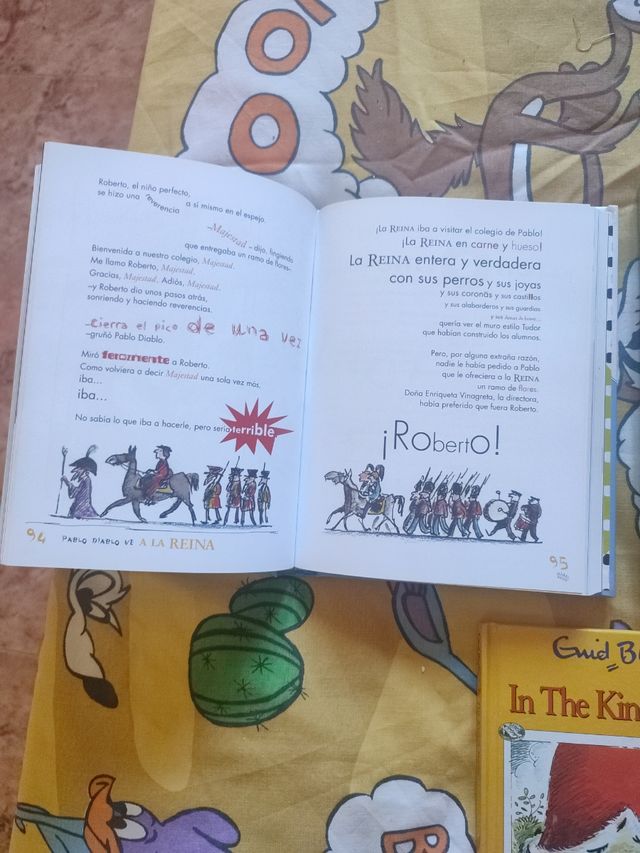 Roberto, el niño perfecto,
se hizo una reverencia a sí mismo en el espejo.
–Majestad –dijo, fingiendo
que entregaba un ramo de flores–.
Bienvenida a nuestro colegio, Majestad.
Me llamo Roberto, Majestad.
Gracias, Majestad. Adiós, Majestad.
–y Roberto dio unos pasos atrás,
sonriendo y haciendo reverencias.
–cierra el pico de una vez
–gruñó Pablo Diablo.
Miró ferozmente a Roberto.
Como volviera a decir Majestad una sola vez más,
iba...
iba...
No sabía lo que iba a hacerle, pero sería terrible.
94 PABLO DIABLO VE A LA REINA
¡La REINA iba a visitar el colegio de Pablo!
¡La REINA en carne y hueso!
La REINA entera y verdadera
con sus perros y sus joyas
y sus coronas y sus castillos
y sus alabarderos y sus guardias
quería ver el muro estilo Tudor
que habían construido los alumnos.
Pero, por alguna extraña razón,
nadie le había pedido a Pablo
que le ofreciera a la REINA
un ramo de flores.
Doña Enriqueta Vinagreta, la directora,
había preferido que fuera Roberto.
¡RObertO!
95
O
O
Enid B
In The Kin
B